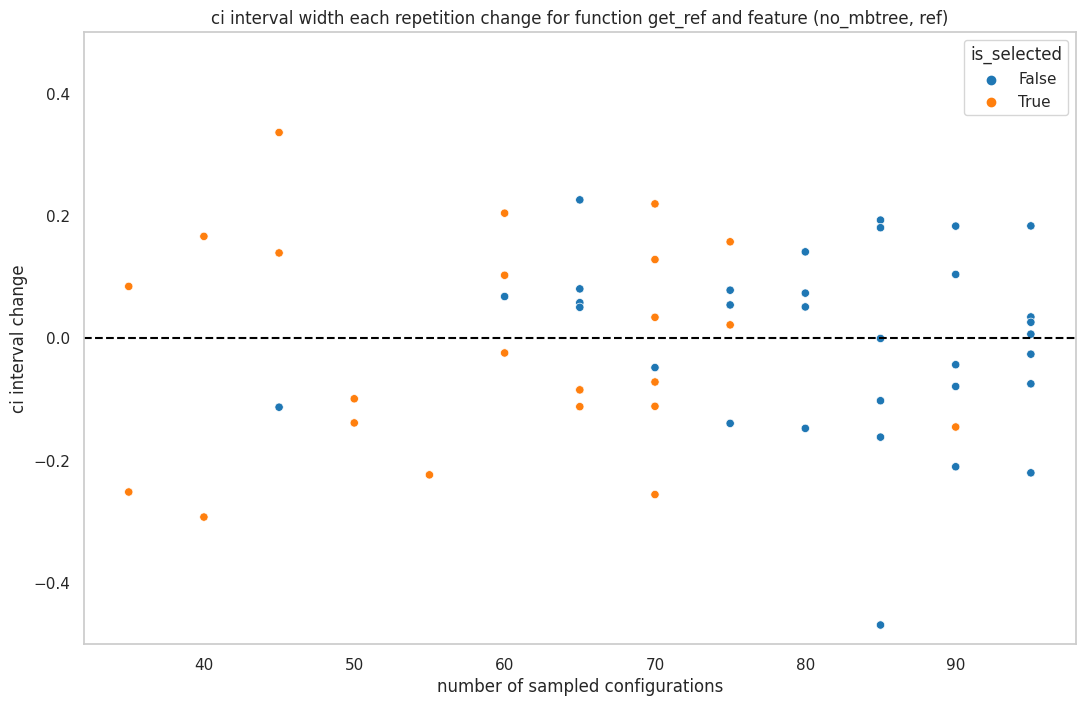 ci interval width each repetition change for function get_ref and feature (no_mbtree, ref)
is_selected
False
True
ci interval change
0.4
0.2
0.0
−0.2
−0.4
40 50 60 70 80 90
number of sampled configurations